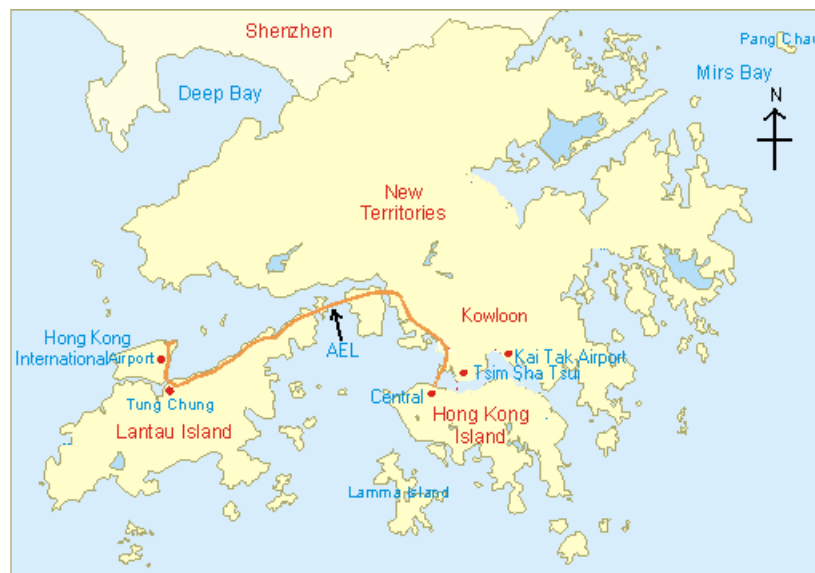 Shenzhen
Pang Chau
Mirs Bay
Deep Bay
N
New
Territories
Kowloon
Hong Kong
International Airport
AEL
Kai Tak Airport
Tsim Sha Tsui
Central
Tung Chung
Hong Kong
Island
Lantau Island
Lamma Island